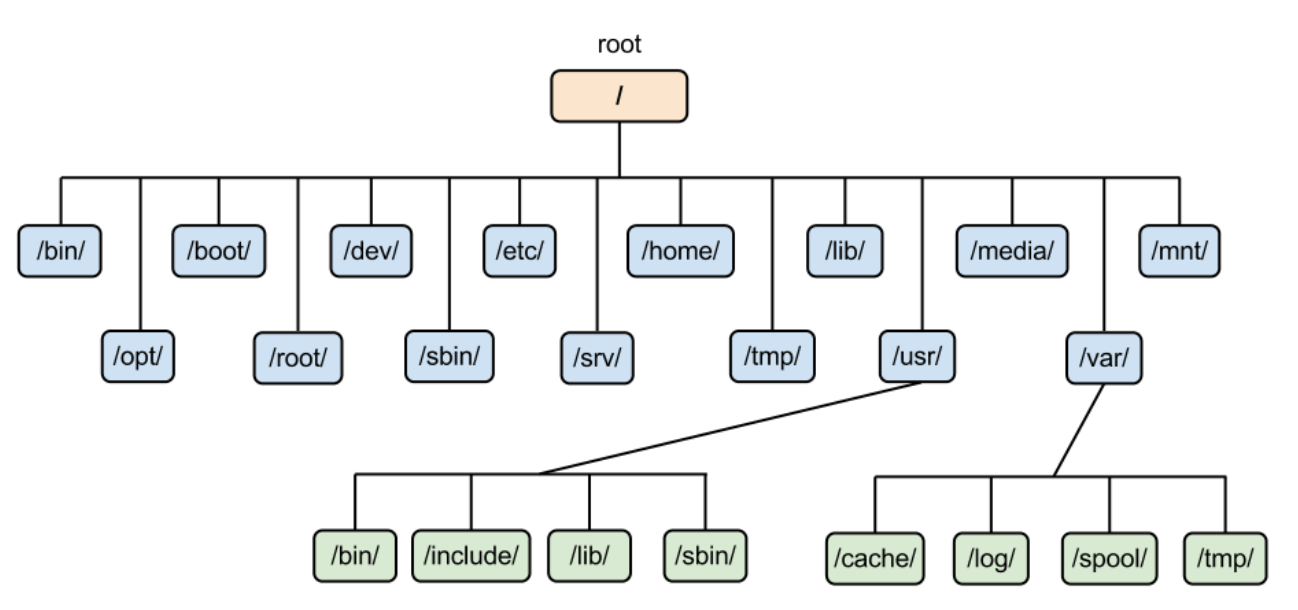 root
/
/bin/
/boot/
/dev/
/etc/
/home/
/lib/
/media/
/mnt/
/opt/
/root/
/sbin/
/srv/
/tmp/
/usr/
/var/
/bin/
/include/
/lib/
/sbin/
/cache/
/log/
/spool/
/tmp/